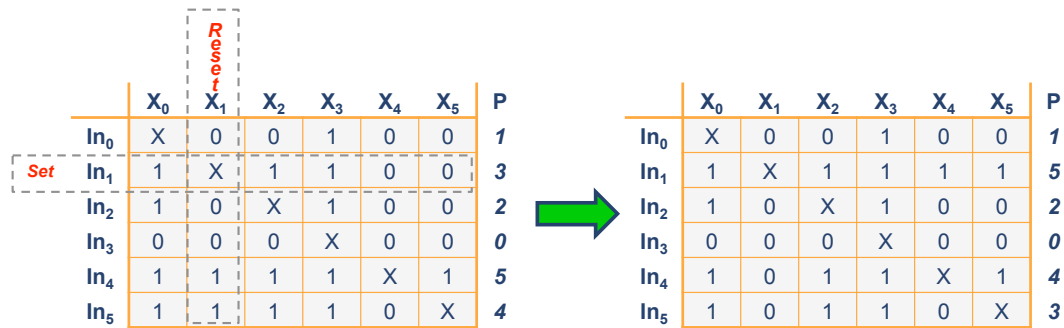 Reset
X₀ X₁ X₂ X₃ X₄ X₅ P
In₀ X 0 0 1 0 0 1
Set In₁ 1 X 1 1 0 0 3
In₂ 1 0 X 1 0 0 2
In₃ 0 0 0 X 0 0 0
In₄ 1 1 1 1 X 1 5
In₅ 1 1 1 1 0 X 4
X₀ X₁ X₂ X₃ X₄ X₅ P
In₀ X 0 0 1 0 0 1
In₁ 1 X 1 1 1 1 5
In₂ 1 0 X 1 0 0 2
In₃ 0 0 0 X 0 0 0
In₄ 1 0 1 1 X 1 4
In₅ 1 0 1 1 0 X 3